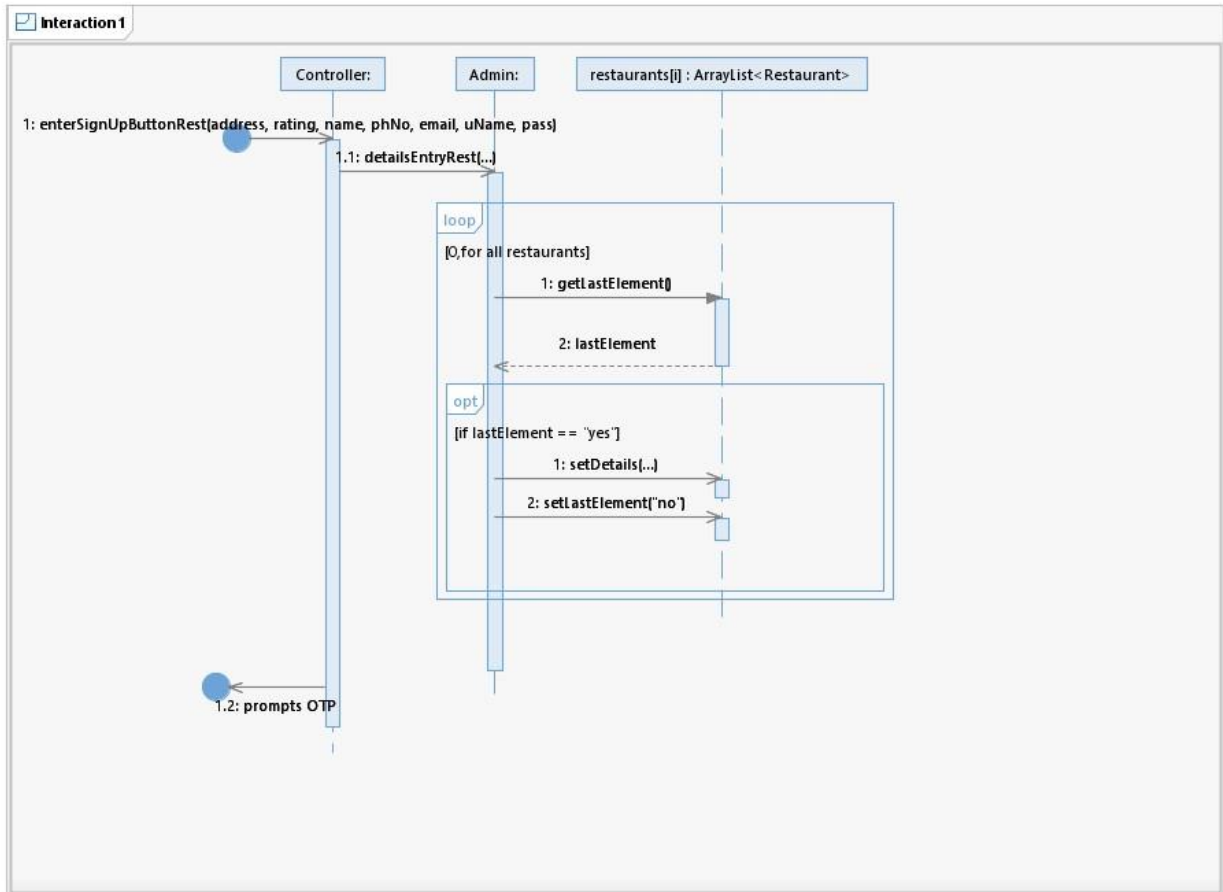 Interaction1
Controller:
Admin:
restaurants[i] : ArrayList<Restaurant>
1: enterSignUpButtonRest(address, rating, name, phNo, email, uName, pass)
1.1: detailsEntryRest(...)
loop
[0,for all restaurants]
1: getLastElement()
2: lastElement
opt
[if lastElement == "yes"]
1: setDetails(...)
2: setLastElement("no")
1.2: prompts OTP